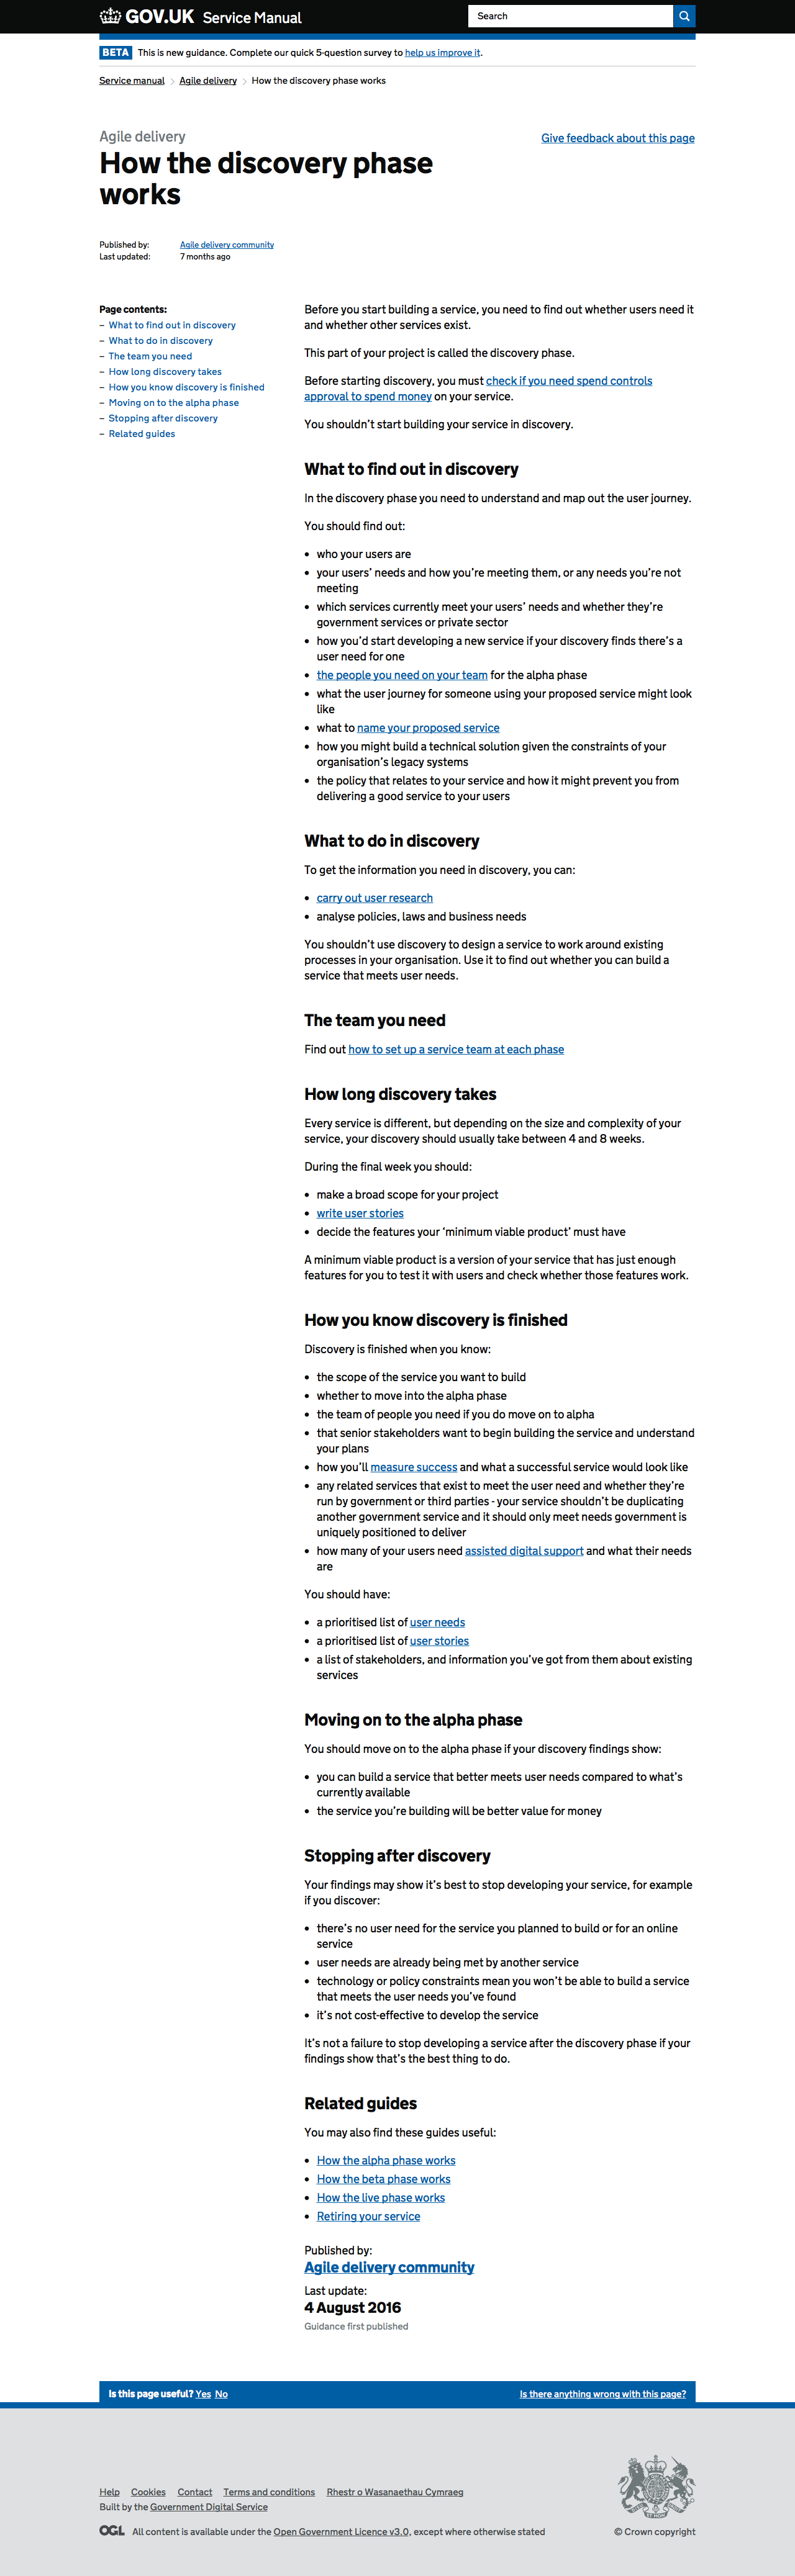 GOV.UK Service Manual
Search
BETA This is new guidance. Complete our quick 5-question survey to help us improve it.
Service manual Agile delivery How the discovery phase works
Agile delivery
Give feedback about this page
How the discovery phase
works
Published by: Agile delivery community
Last updated: 7 months ago
Page contents:
– What to find out in discovery
– What to do in discovery
– The team you need
– How long discovery takes
– How you know discovery is finished
– Moving on to the alpha phase
– Stopping after discovery
– Related guides
Before you start building a service, you need to find out whether users need it
and whether other services exist.
This part of your project is called the discovery phase.
Before starting discovery, you must check if you need spend controls
approval to spend money on your service.
You shouldn’t start building your service in discovery.
What to find out in discovery
In the discovery phase you need to understand and map out the user journey.
You should find out:
• who your users are
• your users’ needs and how you’re meeting them, or any needs you’re not
meeting
• which services currently meet your users’ needs and whether they’re
government services or private sector
• how you’d start developing a new service if your discovery finds there’s a
user need for one
• the people you need on your team for the alpha phase
• what the user journey for someone using your proposed service might look
like
• what to name your proposed service
• how you might build a technical solution given the constraints of your
organisation’s legacy systems
• the policy that relates to your service and how it might prevent you from
delivering a good service to your users
What to do in discovery
To get the information you need in discovery, you can:
• carry out user research
• analyse policies, laws and business needs
You shouldn’t use discovery to design a service to work around existing
processes in your organisation. Use it to find out whether you can build a
service that meets user needs.
The team you need
Find out how to set up a service team at each phase
How long discovery takes
Every service is different, but depending on the size and complexity of your
service, your discovery should usually take between 4 and 8 weeks.
During the final week you should:
• make a broad scope for your project
• write user stories
• decide the features your ‘minimum viable product’ must have
A minimum viable product is a version of your service that has just enough
features for you to test it with users and check whether those features work.
How you know discovery is finished
Discovery is finished when you know:
• the scope of the service you want to build
• whether to move into the alpha phase
• the team of people you need if you do move on to alpha
• that senior stakeholders want to begin building the service and understand
your plans
• how you’ll measure success and what a successful service would look like
• any related services that exist to meet the user need and whether they’re
run by government or third parties - your service shouldn’t be duplicating
another government service and it should only meet needs government is
uniquely positioned to deliver
• how many of your users need assisted digital support and what their needs
are
You should have:
• a prioritised list of user needs
• a prioritised list of user stories
• a list of stakeholders, and information you’ve got from them about existing
services
Moving on to the alpha phase
You should move on to the alpha phase if your discovery findings show:
• you can build a service that better meets user needs compared to what’s
currently available
• the service you’re building will be better value for money
Stopping after discovery
Your findings may show it’s best to stop developing your service, for example
if you discover:
• there’s no user need for the service you planned to build or for an online
service
• user needs are already being met by another service
• technology or policy constraints mean you won’t be able to build a service
that meets the user needs you’ve found
• it’s not cost-effective to develop the service
It’s not a failure to stop developing a service after the discovery phase if your
findings show that’s the best thing to do.
Related guides
You may also find these guides useful:
• How the alpha phase works
• How the beta phase works
• How the live phase works
• Retiring your service
Published by:
Agile delivery community
Last update:
4 August 2016
Guidance first published
Is this page useful? Yes No
Is there anything wrong with this page?
Help Cookies Contact Terms and conditions Rhestr o Wasanaethau Cymraeg
Built by the Government Digital Service
OGL All content is available under the Open Government Licence v3.0, except where otherwise stated
© Crown copyright